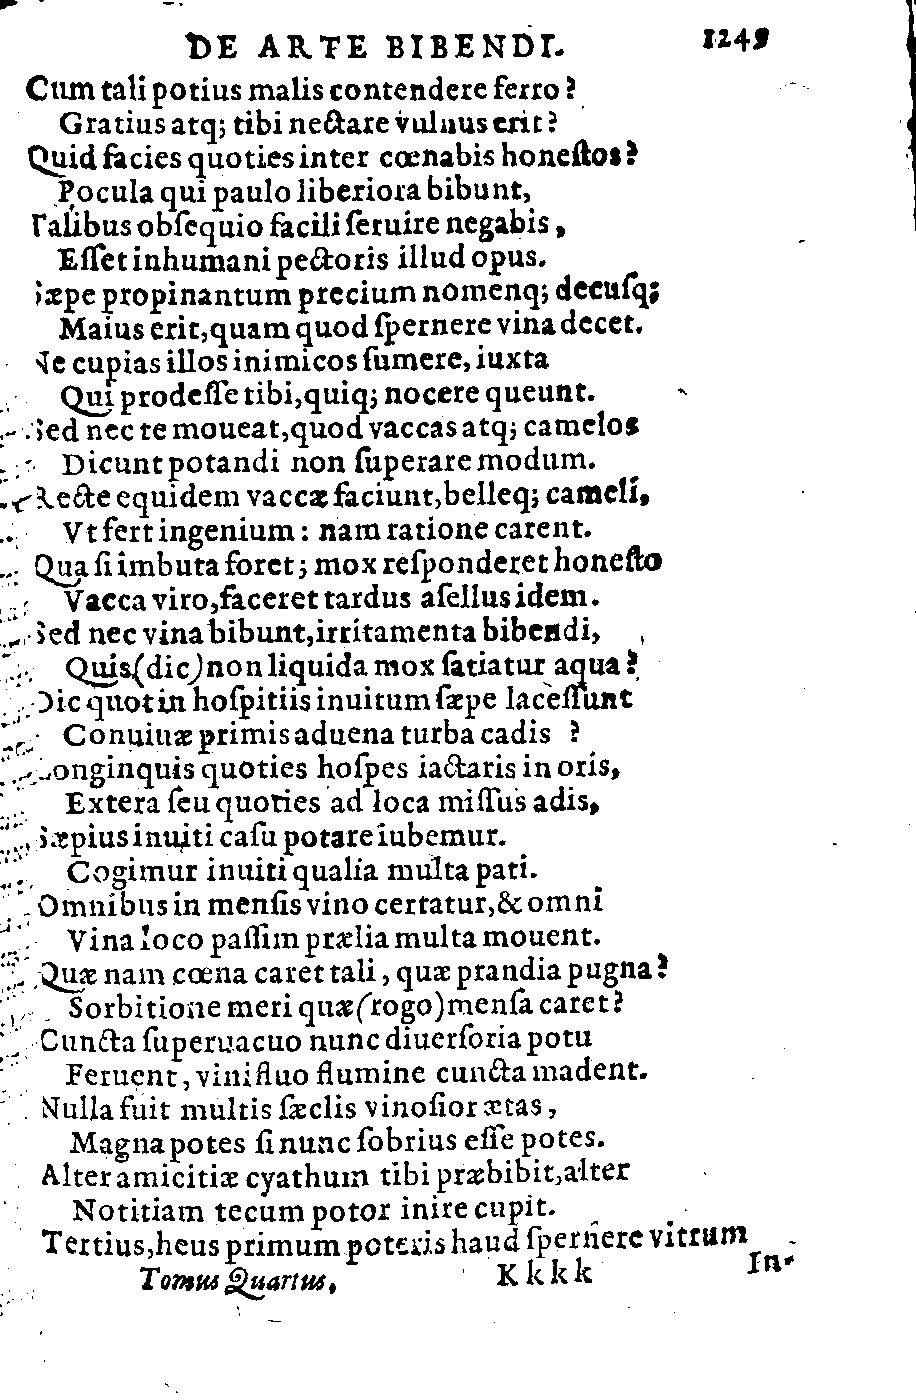 DE ARTE BIBENDI. 1249
Cum tali potius malis contendere ferro?
Gratius atq; tibi nectare vulnus erit?
Quid facies quoties inter cœnabis honeſtos?
Pocula qui paulo liberiora bibunt,
Talibus obſequio facili ſeruire negabis,
Eſſet inhumani pectoris illud opus.
Sæpe propinantum precium nomenq; decuſq;
Maius erit, quam quod ſpernere vina decet.
Ne cupias illos inimicos ſumere, iuxta
Qui prodeſſe tibi, quiq; nocere queunt.
Sed nec te moueat, quod vaccas atq; camelos
Dicunt potandi non ſuperare modum.
Recte equidem vaccæ faciunt, belleq; cameli,
Vt fert ingenium: nam ratione carent.
Qua ſi imbuta foret; mox reſponderet honeſto
Vacca viro, faceret tardus aſellus idem.
Sed nec vina bibunt, irritamenta bibendi,
Quis (dic) non liquida mox ſatiatur aqua?
Dic quot in hoſpitiis inuitum ſæpe laceſſunt
Conuiuæ primis aduena turba cadis ?
Longinquis quoties hoſpes iactaris in oris,
Extera ſeu quoties ad loca miſſus adis,
Sæpius inuiti caſu potare iubemur.
Cogimur inuiti qualia multa pati.
Omnibus in menſis vino certatur, & omni
Vina loco paſſim prælia multa mouent.
Quæ nam cœna caret tali, quæ prandia pugna?
Sorbitione meri quæ (rogo) menſa caret?
Cuncta ſuperuacuo nunc diuerſoria potu
Feruent, vinifluo flumine cuncta madent.
Nulla fuit multis ſæclis vinoſior ætas,
Magna potes ſi nunc ſobrius eſſe potes.
Alter amicitiæ cyathum tibi præbibit, alter
Notitiam tecum potor inire cupit.
Tertius, heus primum poteris haud ſpernere vitrum
Tomus Quartus. Kkkk In-